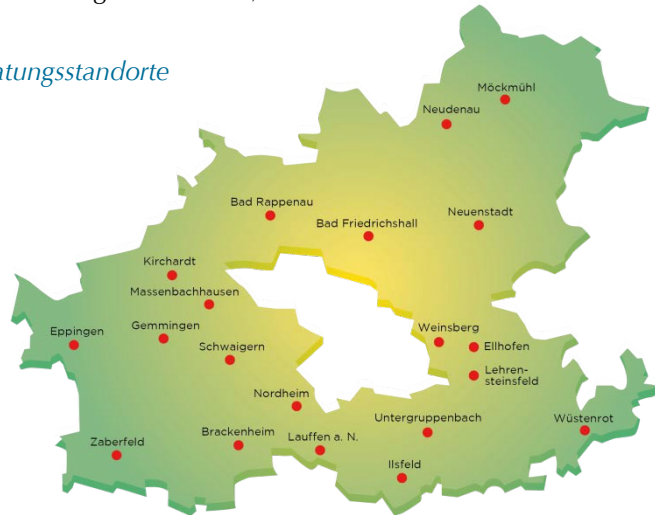 atungsstandorte
Möckmühl
Neudenau
Bad Rappenau
Bad Friedrichshall
Neuenstadt
Kirchardt
Massenbachhausen
Eppingen
Gemmingen
Schwaigern
Weinsberg
Ellhofen
Lehren-
steinsfeld
Nordheim
Untergruppenbach
Wüstenrot
Zaberfeld
Brackenheim
Lauffen a. N.
Ilsfeld